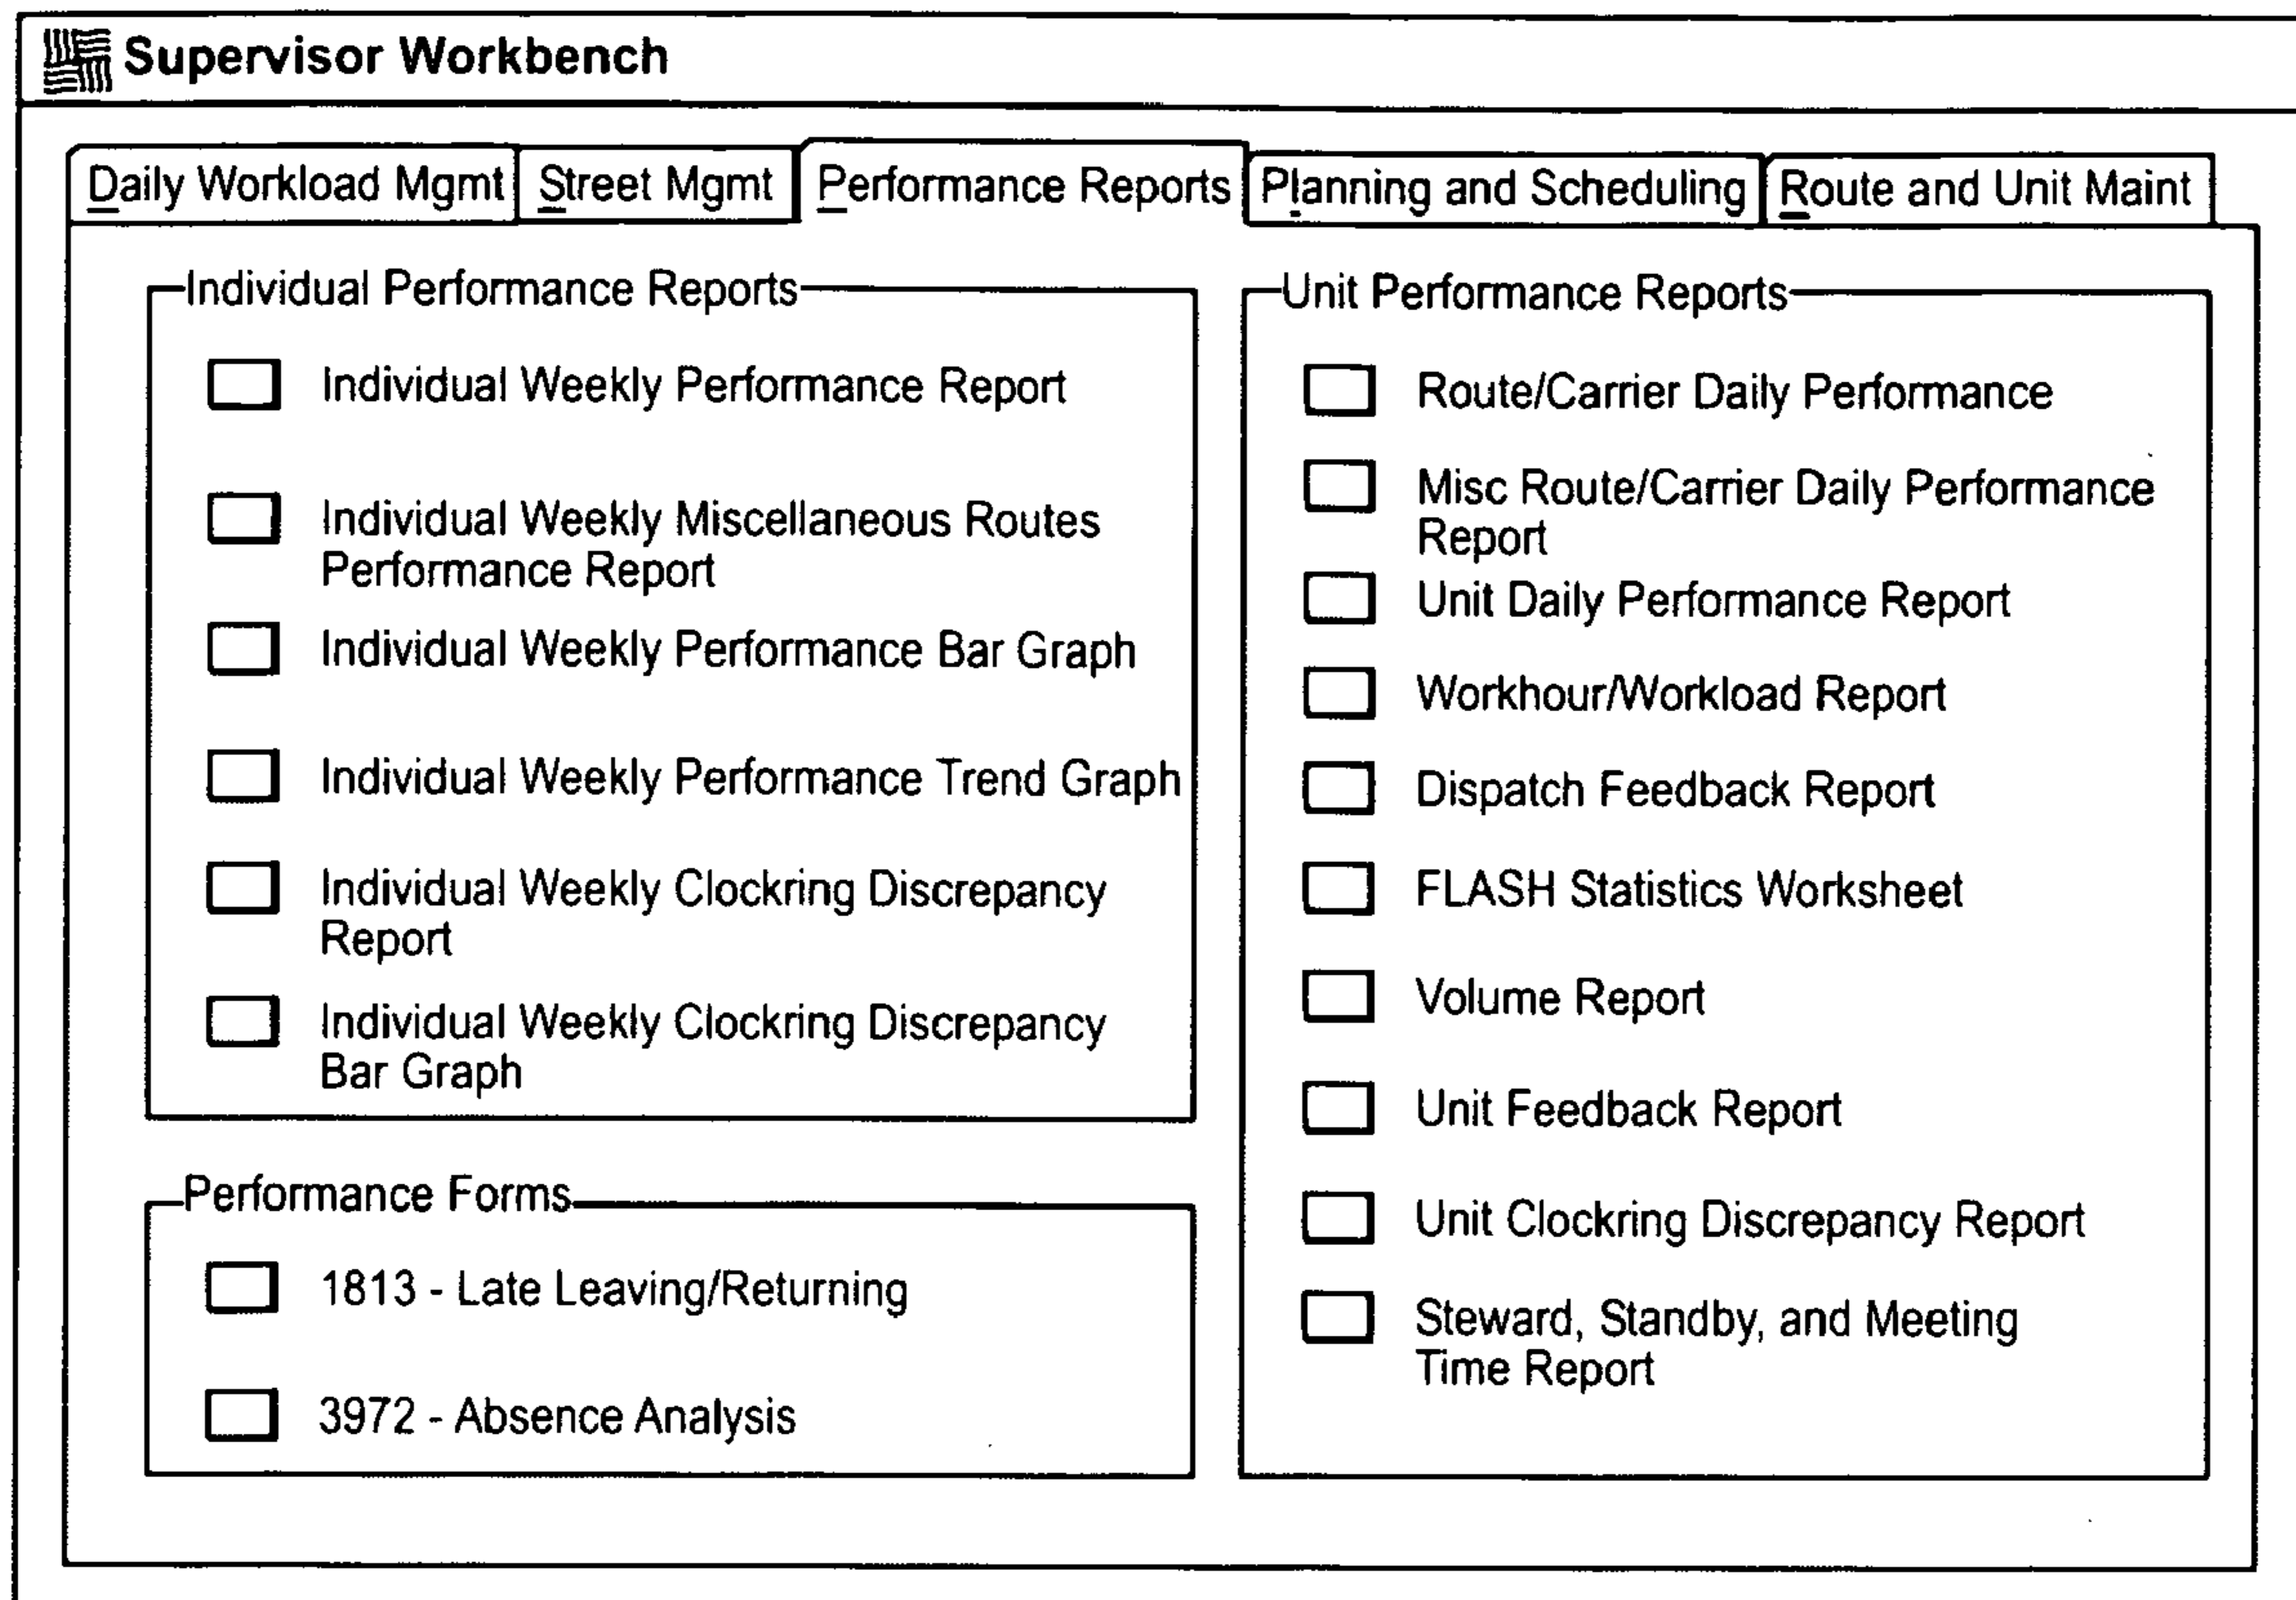 Supervisor Workbench
Daily Workload Mgmt
Street Mgmt
Performance Reports
Planning and Scheduling
Route and Unit Maint
Individual Performance Reports
Individual Weekly Performance Report
Individual Weekly Miscellaneous Routes
Performance Report
Individual Weekly Performance Bar Graph
Individual Weekly Performance Trend Graph
Individual Weekly Clockring Discrepancy
Report
Individual Weekly Clockring Discrepancy
Bar Graph
Performance Forms
1813 - Late Leaving/Returning
3972 - Absence Analysis
Unit Performance Reports
Route/Carrier Daily Performance
Misc Route/Carrier Daily Performance
Report
Unit Daily Performance Report
Workhour/Workload Report
Dispatch Feedback Report
FLASH Statistics Worksheet
Volume Report
Unit Feedback Report
Unit Clockring Discrepancy Report
Steward, Standby, and Meeting
Time Report